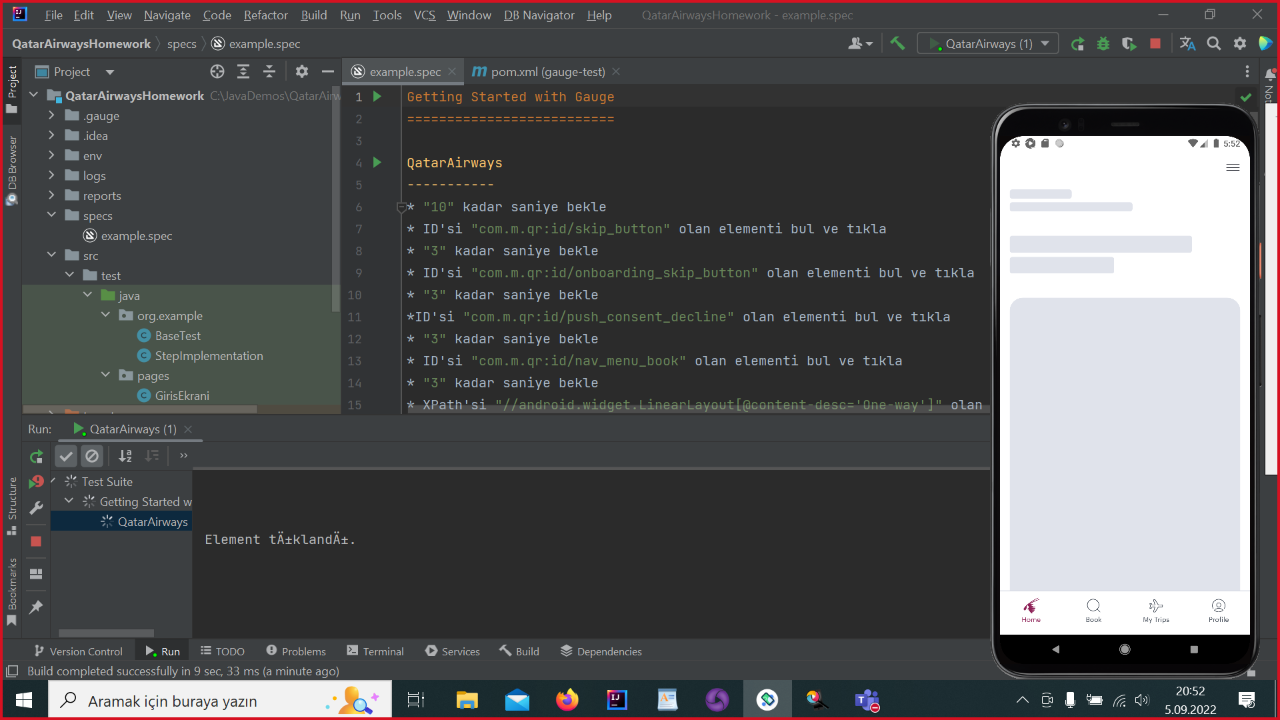 File Edit View Navigate Code Refactor Build Run Tools VCS Window DB Navigator Help QatarAirwaysHomework - example.spec
QatarAirwaysHomework specs example.spec QatarAirways (1)
Project
Project
DB Browser
QatarAirwaysHomework C:\JavaDemos\QatarAirw
.gauge
.idea
env
logs
reports
specs
example.spec
src
test
java
org.example
BaseTest
StepImplementation
pages
GirisEkrani
example.spec pom.xml (gauge-test)
1 Getting Started with Gauge
2 ==========================
3
4 QatarAirways
5 -----------
6 * "10" kadar saniye bekle
7 * ID'si "com.m.qr:id/skip_button" olan elementi bul ve tıkla
8 * "3" kadar saniye bekle
9 * ID'si "com.m.qr:id/onboarding_skip_button" olan elementi bul ve tıkla
10 * "3" kadar saniye bekle
11 *ID'si "com.m.qr:id/push_consent_decline" olan elementi bul ve tıkla
12 * "3" kadar saniye bekle
13 * ID'si "com.m.qr:id/nav_menu_book" olan elementi bul ve tıkla
14 * "3" kadar saniye bekle
15 * XPath'si "//android.widget.LinearLayout[@content-desc='One-way']" olan
Not
5:52
Home Book My Trips Profile
Run: QatarAirways (1)
Structure
Bookmarks
Test Suite
Getting Started w
QatarAirways
Element tÄ±klandÄ±.
Version Control Run TODO Problems Terminal Services Build Dependencies
Build completed successfully in 9 sec, 33 ms (a minute ago)
Aramak için buraya yazın
20:52
5.09.2022